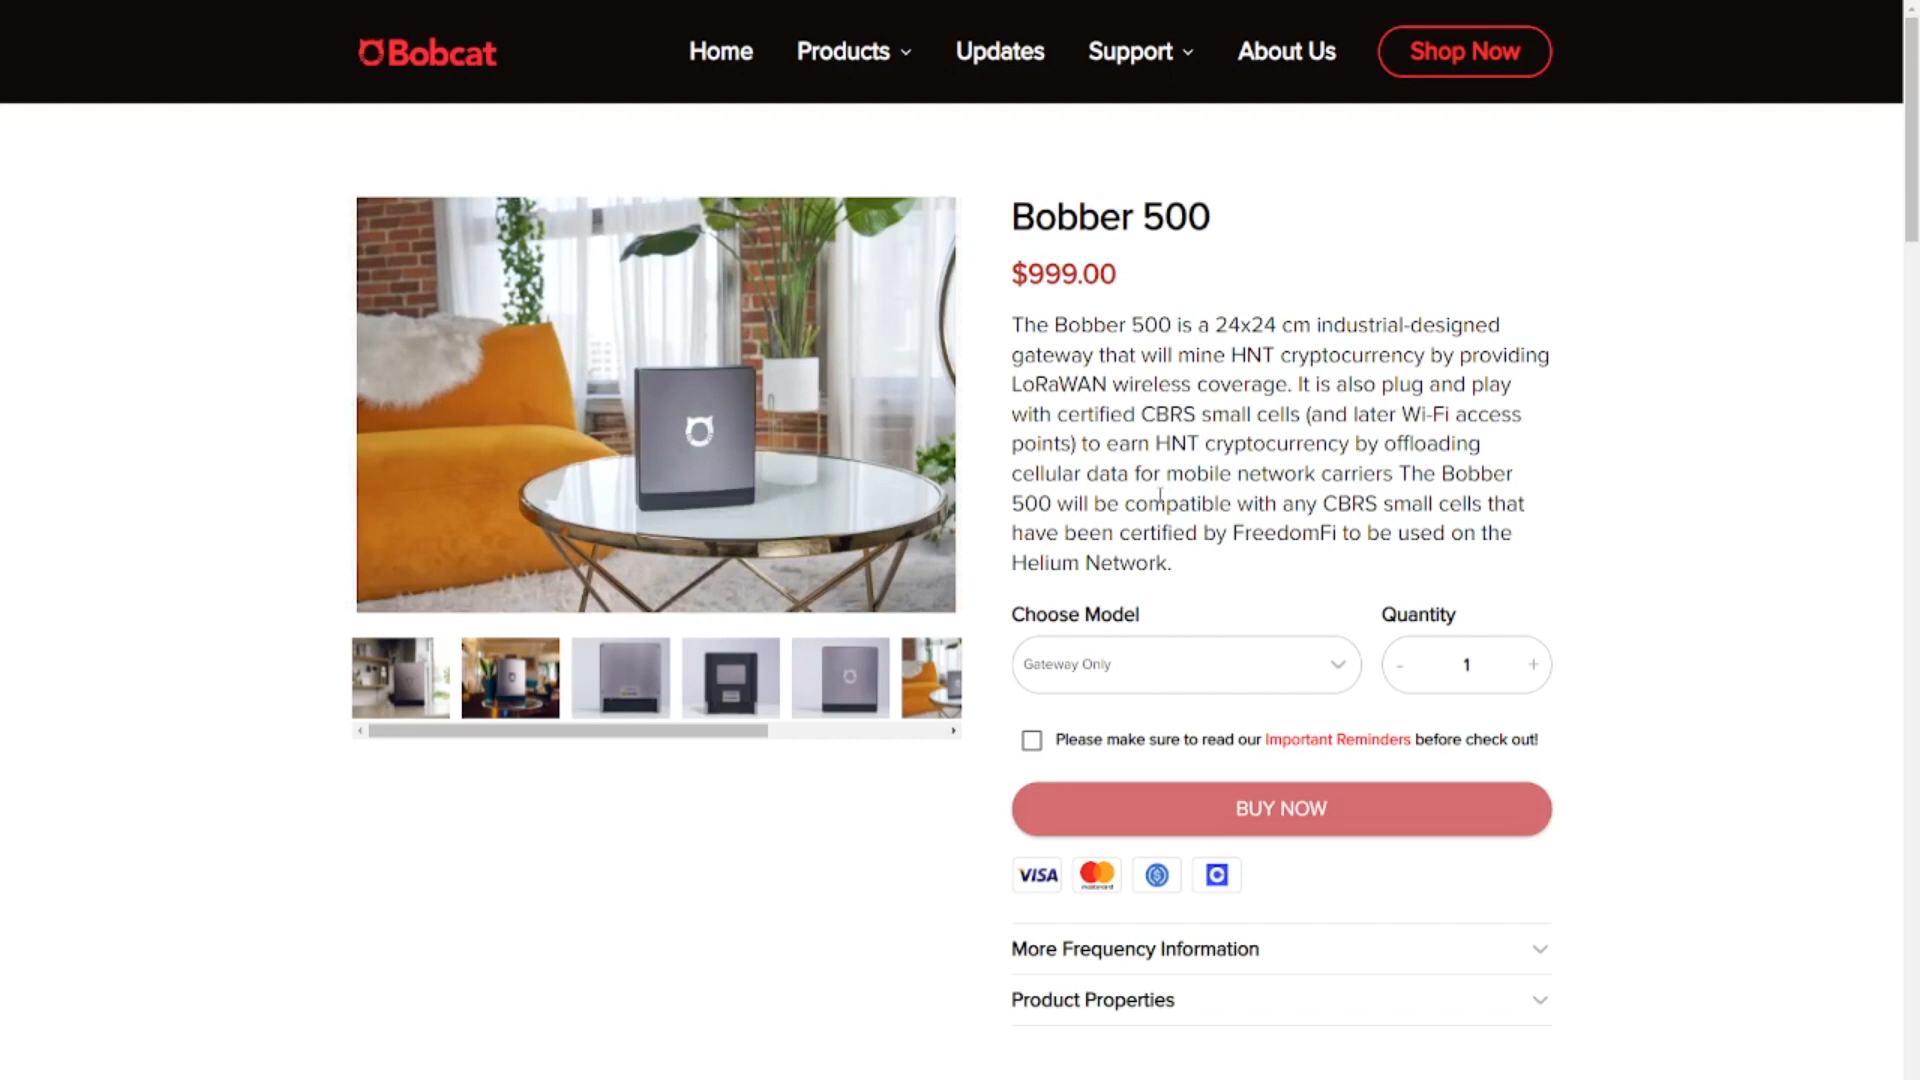 Bobcat
Home
Products
Updates
Support
About Us
Shop Now
Bobber 500
$999.00
The Bobber 500 is a 24x24 cm industrial-designed
gateway that will mine HNT cryptocurrency by providing
LoRaWAN wireless coverage. It is also plug and play
with certified CBRS small cells (and later Wi-Fi access
points) to earn HNT cryptocurrency by offloading
cellular data for mobile network carriers The Bobber
500 will be compatible with any CBRS small cells that
have been certified by FreedomFi to be used on the
Helium Network.
Choose Model
Quantity
Gateway Only
- 1 +
Please make sure to read our Important Reminders before check out!
BUY NOW
VISA
mastercard
More Frequency Information
Product Properties